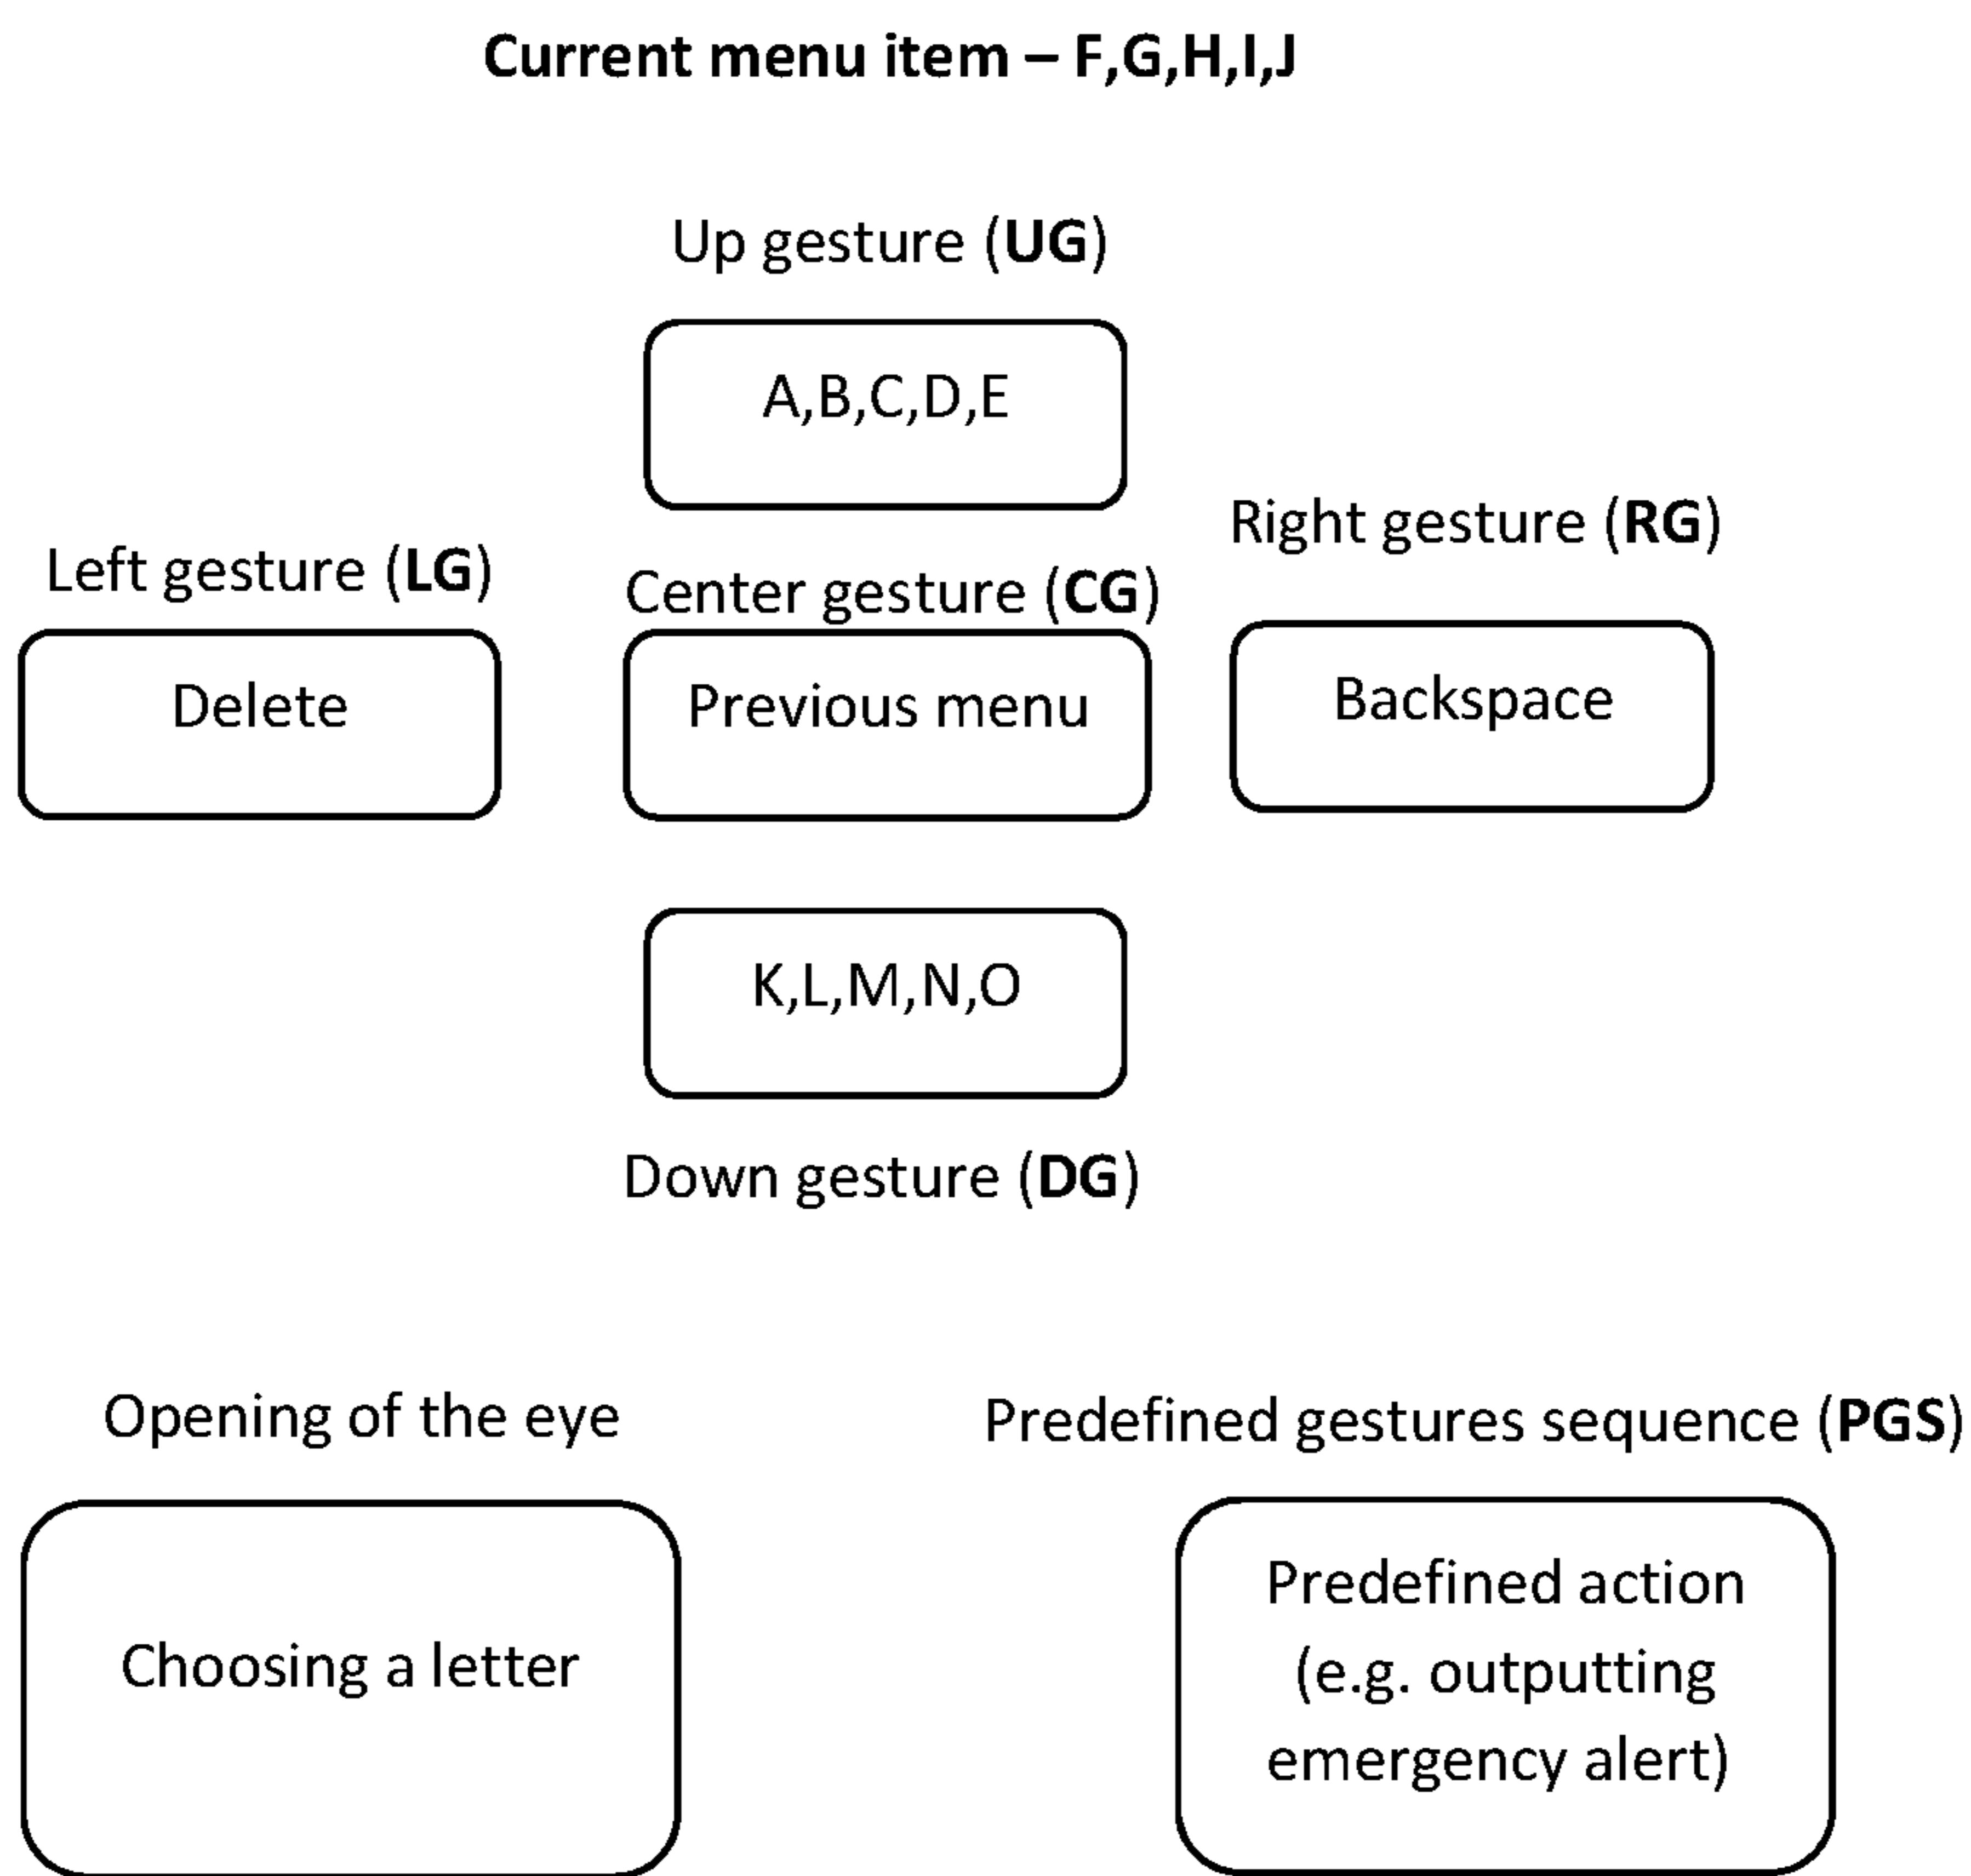 Current menu item – F,G,H,I,J
Up gesture (UG)
A,B,C,D,E
Left gesture (LG)
Delete
Center gesture (CG)
Previous menu
Right gesture (RG)
Backspace
K,L,M,N,O
Down gesture (DG)
Opening of the eye
Choosing a letter
Predefined gestures sequence (PGS)
Predefined action
(e.g. outputting
emergency alert)